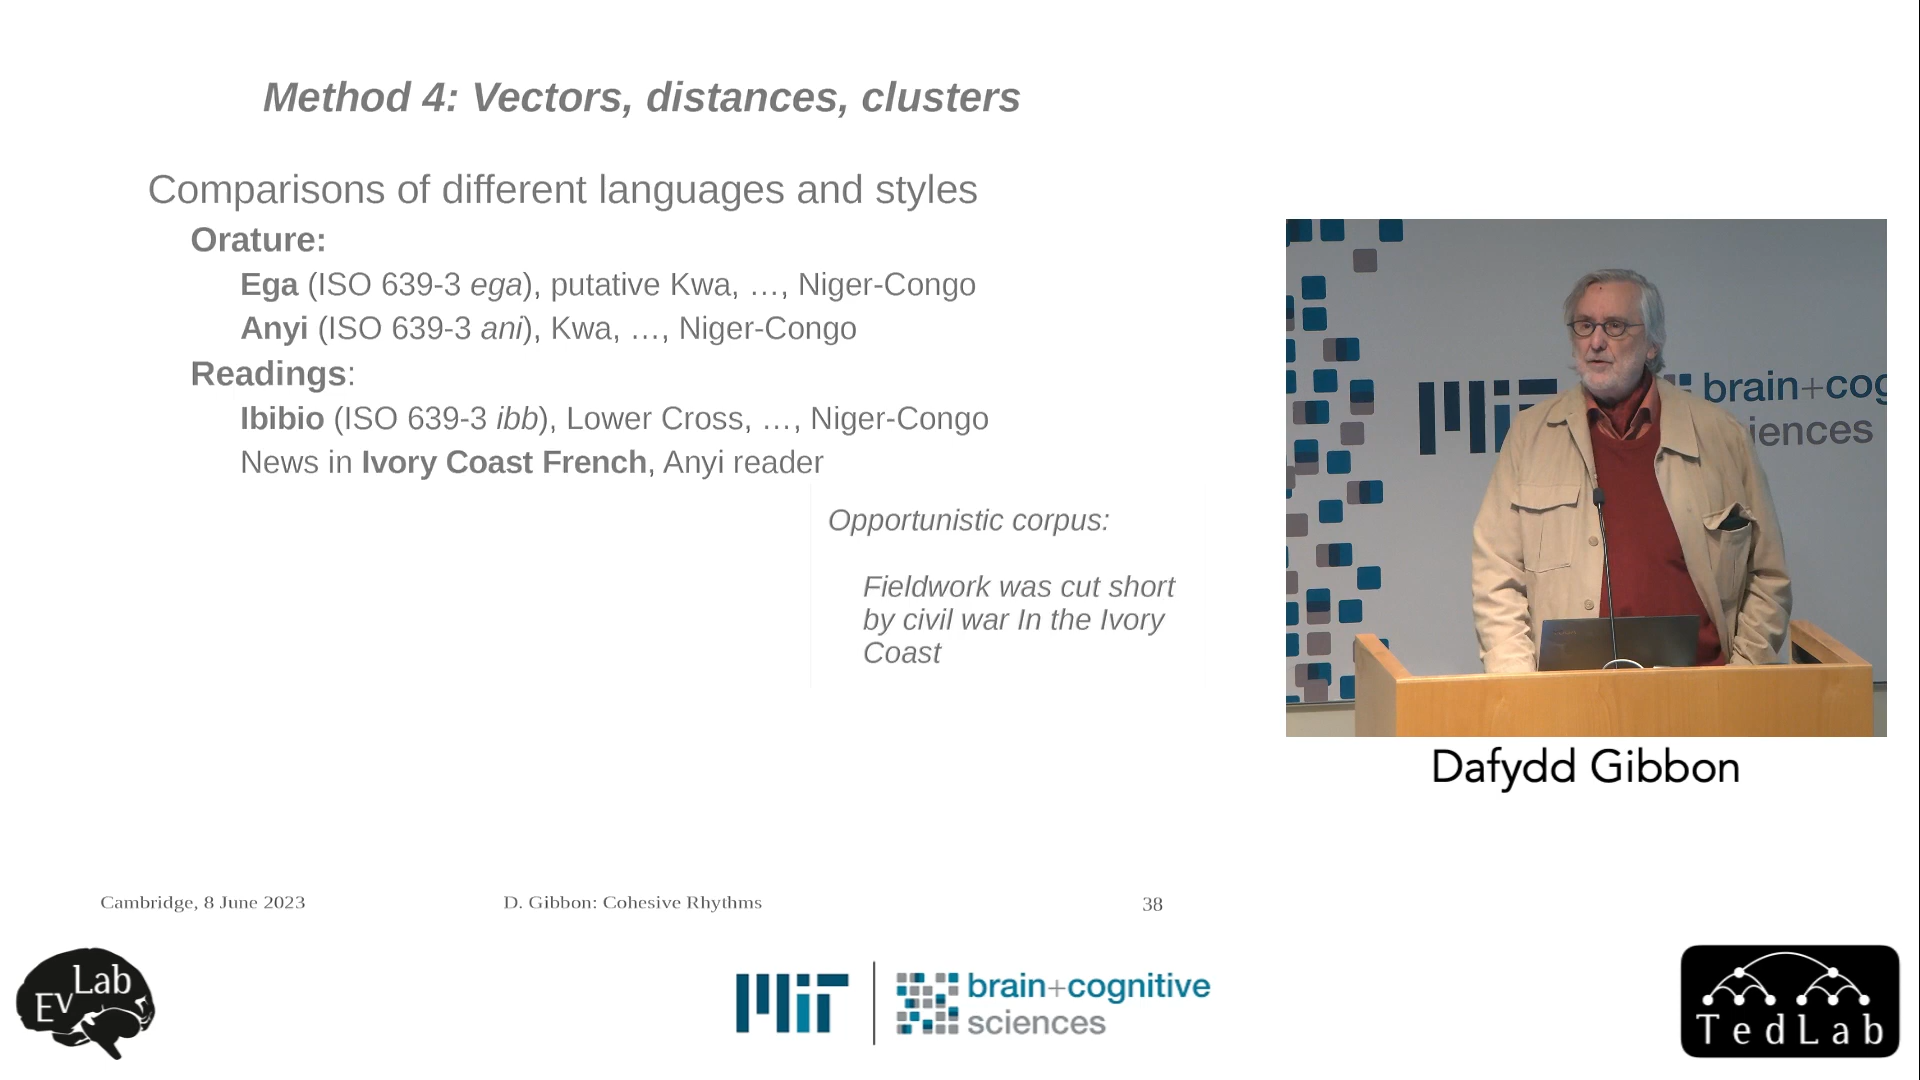 Method 4: Vectors, distances, clusters
Comparisons of different languages and styles
Orature:
Ega (ISO 639-3 ega), putative Kwa, …, Niger-Congo
Anyi (ISO 639-3 ani), Kwa, …, Niger-Congo
Readings:
Ibibio (ISO 639-3 ibb), Lower Cross, …, Niger-Congo
News in Ivory Coast French, Anyi reader
Opportunistic corpus:
Fieldwork was cut short
by civil war In the Ivory
Coast
MIT
brain+cog
iences
Dafydd Gibbon
Cambridge, 8 June 2023
D. Gibbon: Cohesive Rhythms
38
EvLab
MIT
brain+cognitive
sciences
TedLab